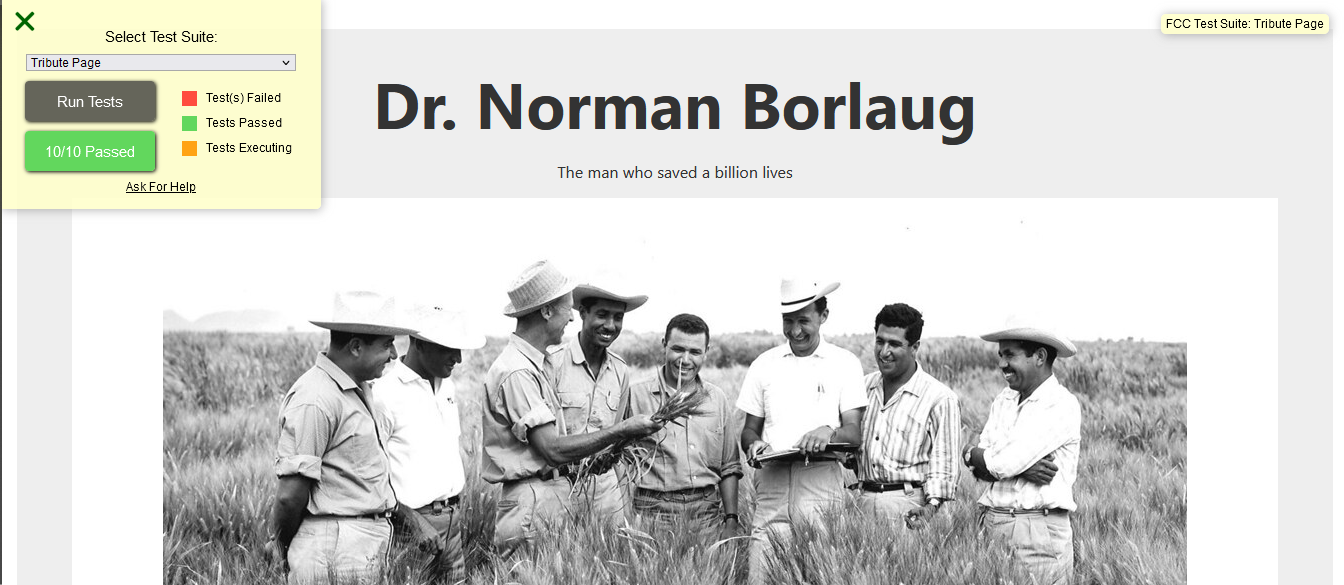 Select Test Suite:
Tribute Page
Run Tests
Test(s) Failed
Tests Passed
10/10 Passed
Tests Executing
Ask For Help
FCC Test Suite: Tribute Page
Dr. Norman Borlaug
The man who saved a billion lives